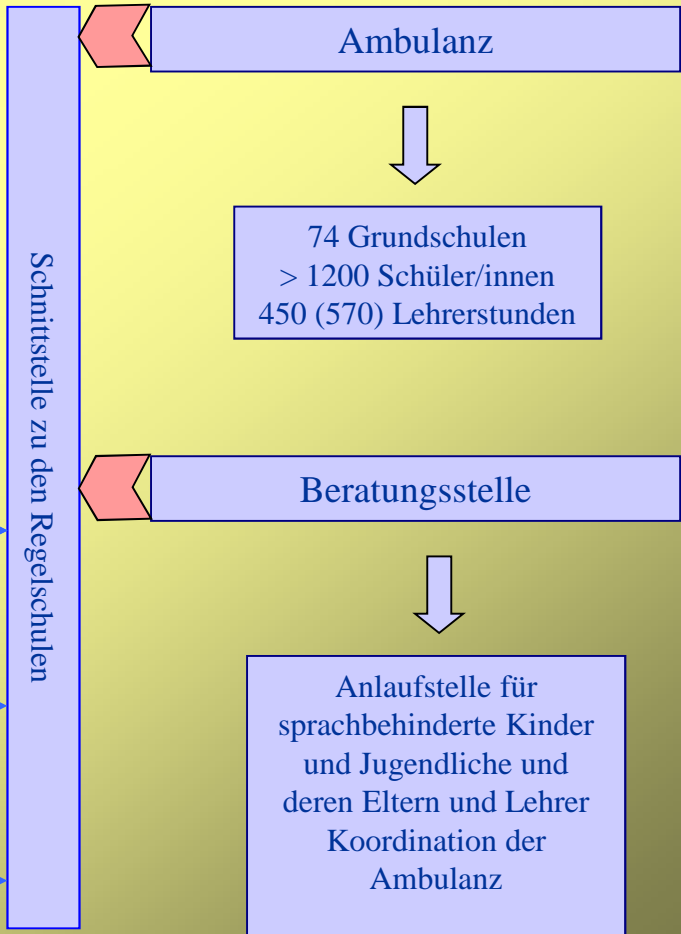 Ambulanz
74 Grundschulen
> 1200 Schüler/innen
450 (570) Lehrerstunden
Schnittstelle zu den Regelschulen
Beratungsstelle
Anlaufstelle für
sprachbehinderte Kinder
und Jugendliche und
deren Eltern und Lehrer
Koordination der
Ambulanz